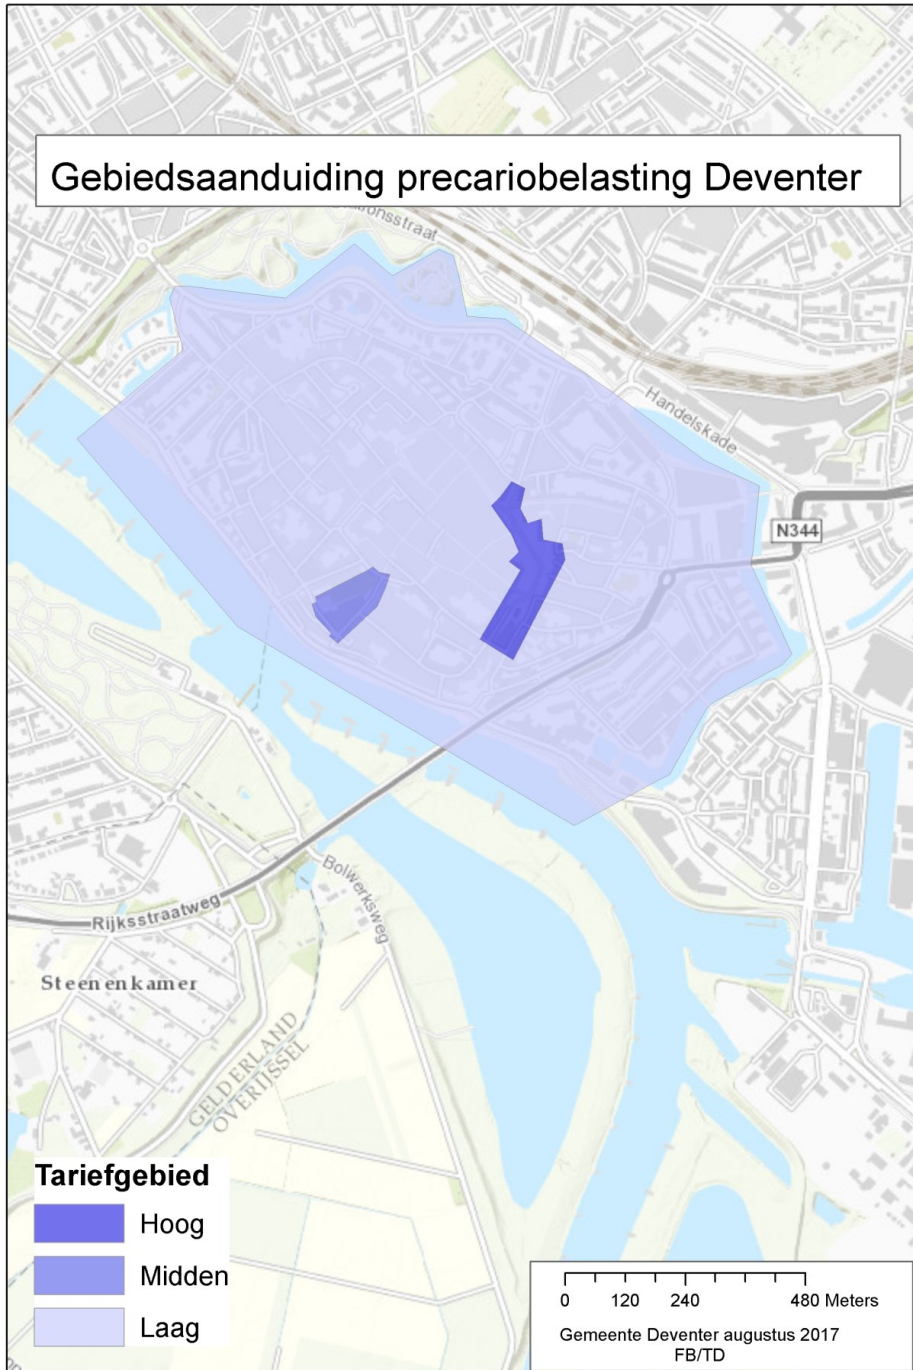 Gebiedsaanduiding precariobelasting Deventer
Handelskade
N344
Bolwerksweg
Rijksstraatweg
Steenenkamer
GELDERLAND
OVERIJSSEL
Tariefgebied
Hoog
Midden
Laag
0 120 240 480 Meters
Gemeente Deventer augustus 2017
FB/TD